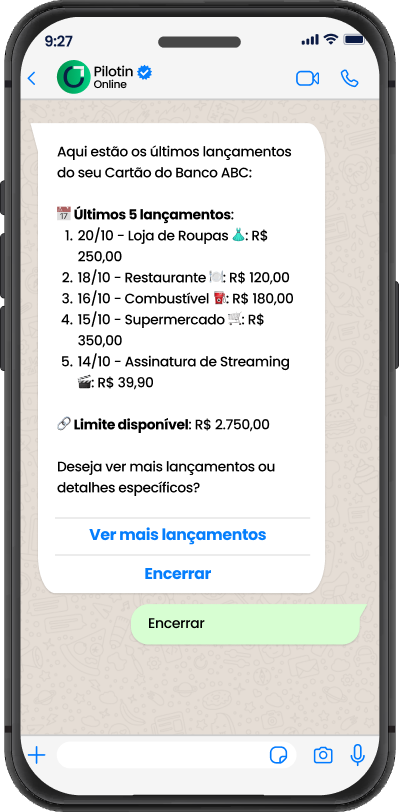 9:27
Pilotin
Online
Aqui estão os últimos lançamentos
do seu Cartão do Banco ABC:
📅 Últimos 5 lançamentos:
1. 20/10 - Loja de Roupas 👗: R$
250,00
2. 18/10 - Restaurante 🍽️: R$ 120,00
3. 16/10 - Combustível ⛽: R$ 180,00
4. 15/10 - Supermercado 🛒: R$
350,00
5. 14/10 - Assinatura de Streaming
🎬: R$ 39,90
🔗 Limite disponível: R$ 2.750,00
Deseja ver mais lançamentos ou
detalhes específicos?
Ver mais lançamentos
Encerrar
Encerrar